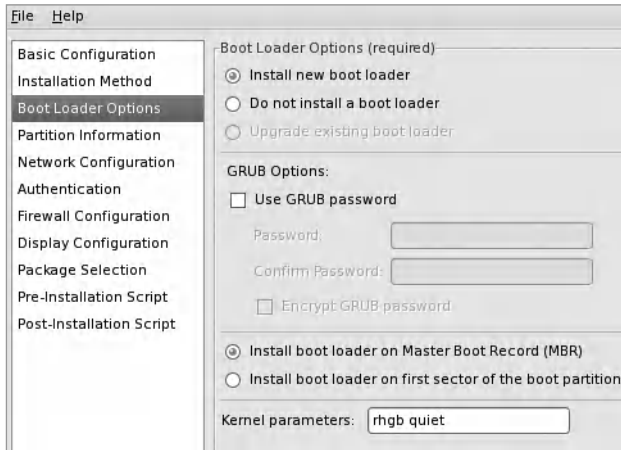 File Help
Basic Configuration
Installation Method
Boot Loader Options
Partition Information
Network Configuration
Authentication
Firewall Configuration
Display Configuration
Package Selection
Pre-Installation Script
Post-Installation Script
Boot Loader Options (required)
Install new boot loader
Do not install a boot loader
Upgrade existing boot loader
GRUB Options:
Use GRUB password
Password:
Confirm Password:
Encrypt GRUB password
Install boot loader on Master Boot Record (MBR)
Install boot loader on first sector of the boot partition
Kernel parameters: rhgb quiet